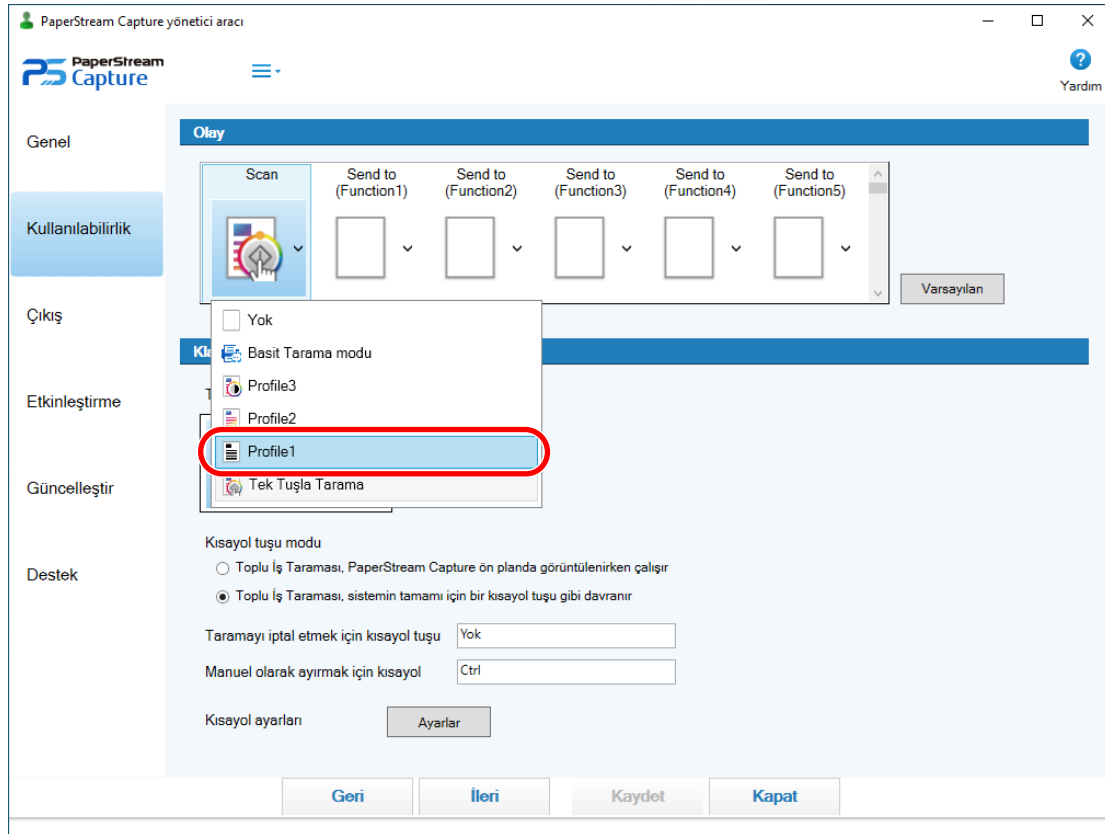 PaperStream Capture yönetici aracı
PaperStream
Capture
Yardım
Genel
Kullanılabilirlik
Çıkış
Etkinleştirme
Güncelleştir
Destek
Olay
Scan
Send to
(Function1)
Send to
(Function2)
Send to
(Function3)
Send to
(Function4)
Send to
(Function5)
Varsayılan
Yok
Basit Tarama modu
Profile3
Profile2
Profile1
Tek Tuşla Tarama
Kısayol tuşu modu
Toplu İş Taraması, PaperStream Capture ön planda görüntülenirken çalışır
Toplu İş Taraması, sistemin tamamı için bir kısayol tuşu gibi davranır
Taramayı iptal etmek için kısayol tuşu Yok
Manuel olarak ayırmak için kısayol Ctrl
Kısayol ayarları Ayarlar
Geri İleri Kaydet Kapat